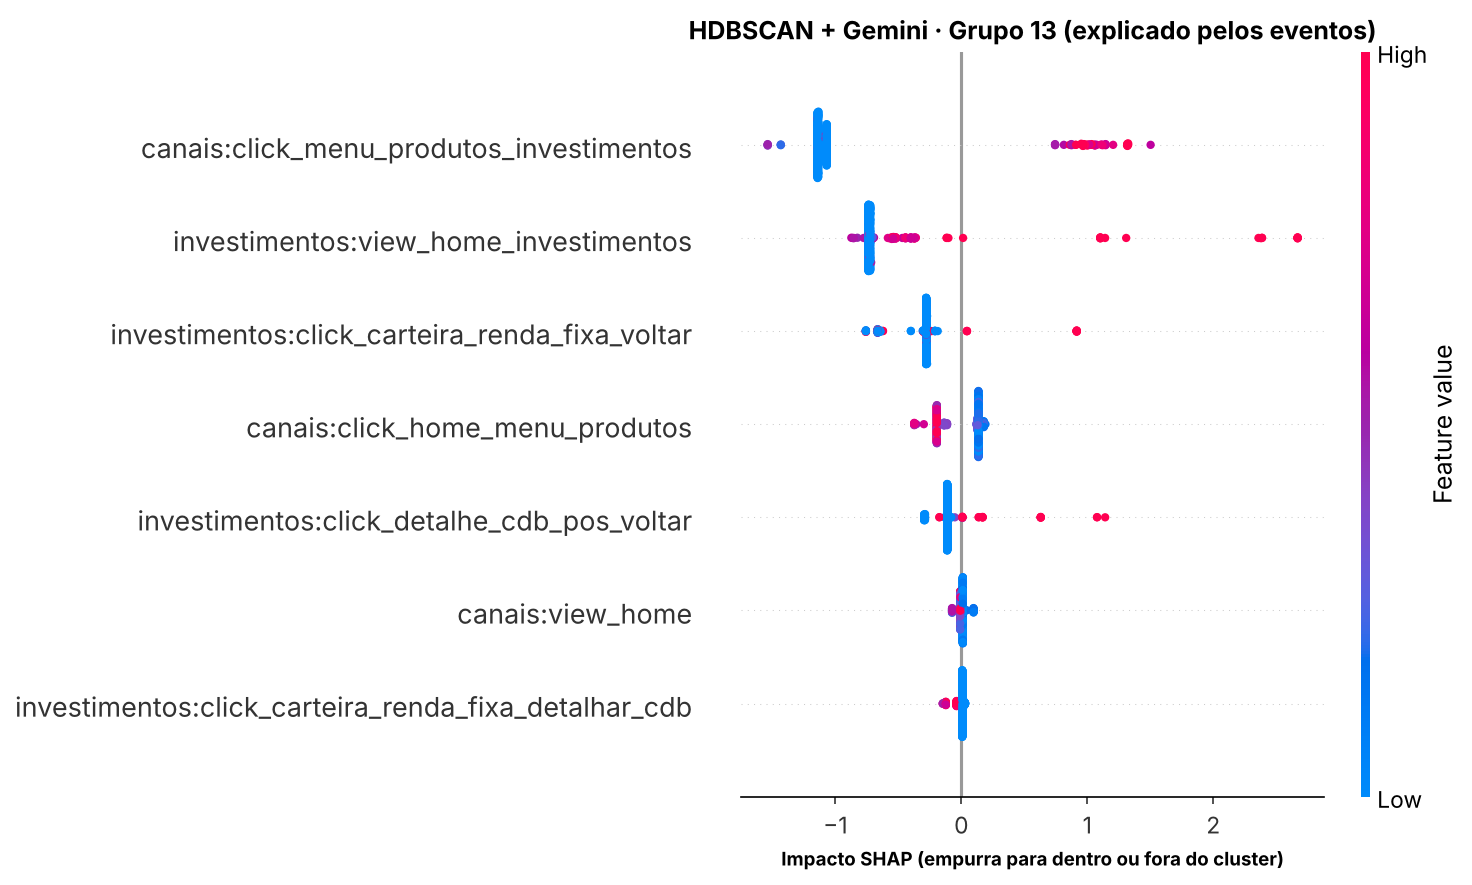 HDBSCAN + Gemini · Grupo 13 (explicado pelos eventos)
High
canais:click_menu_produtos_investimentos
investimentos:view_home_investimentos
investimentos:click_carteira_renda_fixa_voltar
canais:click_home_menu_produtos
investimentos:click_detalhe_cdb_pos_voltar
canais:view_home
investimentos:click_carteira_renda_fixa_detalhar_cdb
Feature value
Low
−1 0 1 2
Impacto SHAP (empurra para dentro ou fora do cluster)